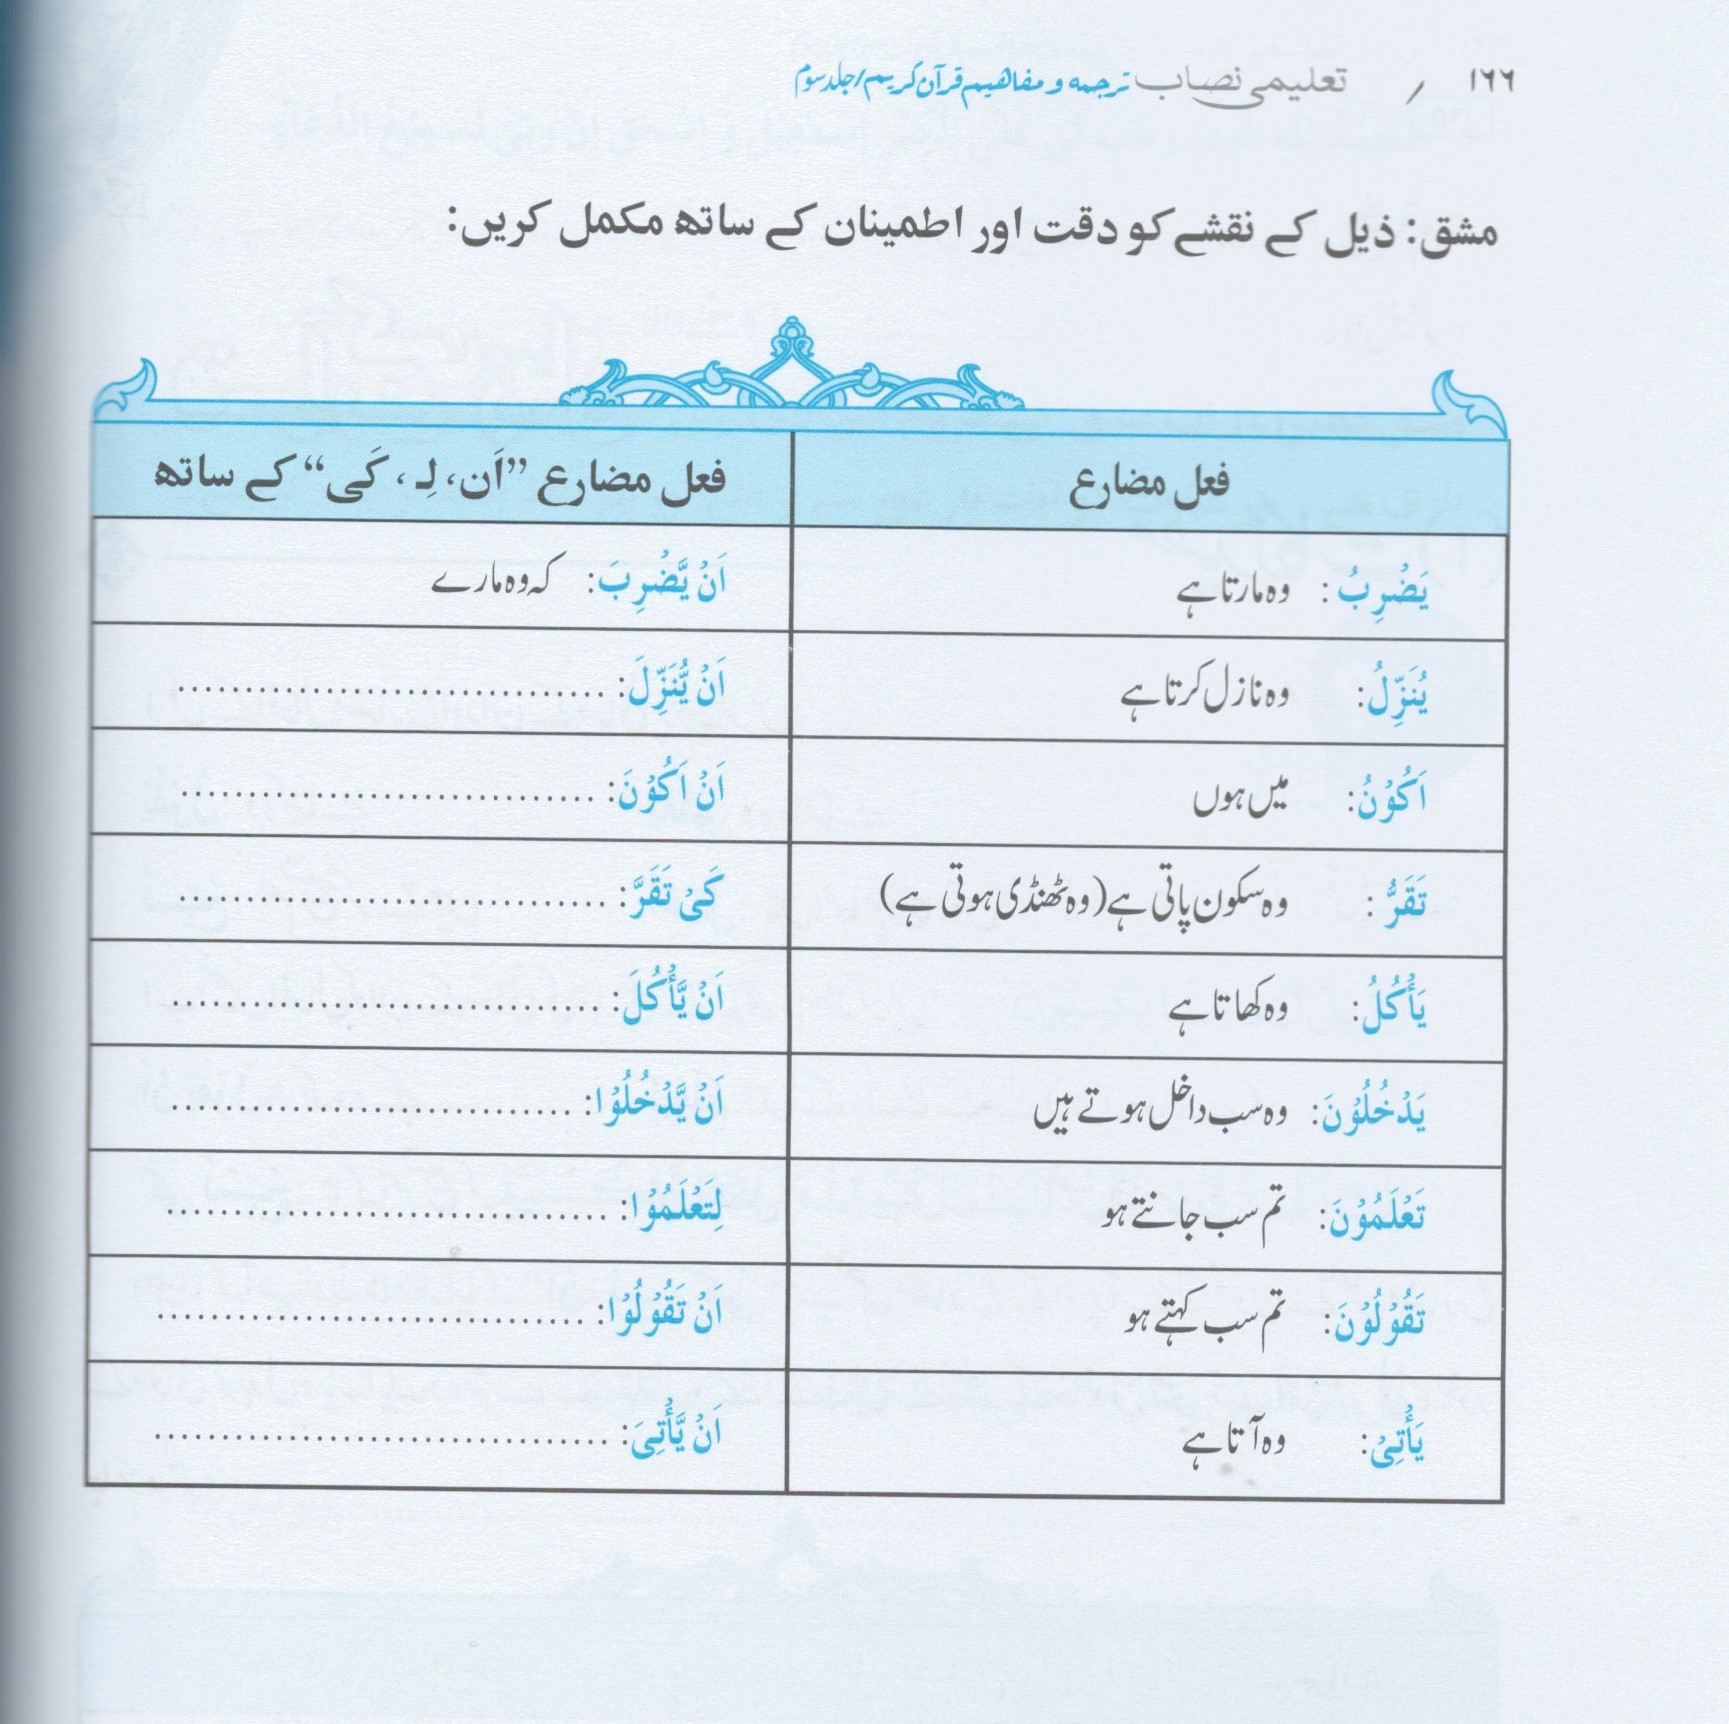 ۱۶۶ / تعلیمی نصاب ترجمہ و مفاهیم قرآن کریم/جلد سوم
مشق: ذیل کے نقشے کو دقت اور اطمینان کے ساتھ مکمل کریں:
فعل مضارع
فعل مضارع ”اَن، لِـ، کَی“ کے ساتھ
یَضْرِبُ: وہ مارتا ہے
اَنْ یَّضْرِبَ: کہ وہ مارے
یُنَزِّلُ: وہ نازل کرتا ہے
اَنْ یُّنَزِّلَ: ................................
اَکُوْنُ: میں ہوں
اَنْ اَکُوْنَ: ...............................
تَقَرُّ: وہ سکون پاتی ہے (وہ ٹھنڈی ہوتی ہے)
کَیْ تَقَرَّ: ................................
یَأْکُلُ: وہ کھاتا ہے
اَنْ یَّأْکُلَ: ................................
یَدْخُلُوْنَ: وہ سب داخل ہوتے ہیں
اَنْ یَّدْخُلُوْا: ..............................
تَعْلَمُوْنَ: تم سب جانتے ہو
لِتَعْلَمُوْا: .................................
تَقُوْلُوْنَ: تم سب کہتے ہو
اَنْ تَقُوْلُوْا: ................................
یَأْتِیْ: وہ آتا ہے
اَنْ یَّأْتِیَ: ..................................